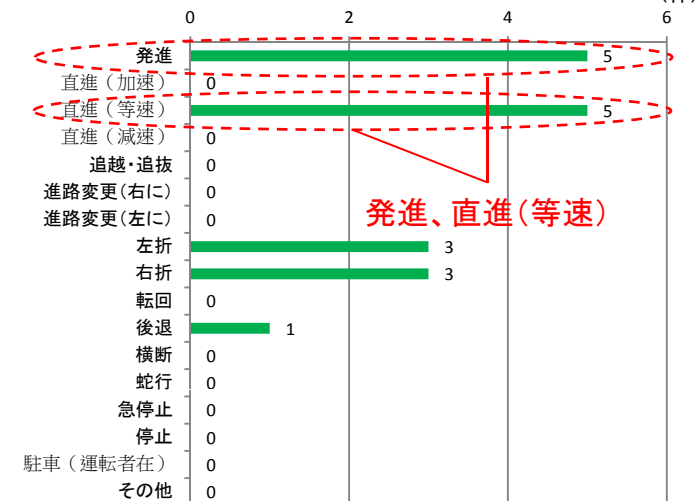 0 2 4 6
発進 5
直進（加速） 0
直進（等速） 5
直進（減速） 0
追越・追抜 0
進路変更(右に) 0
発進、直進(等速)
進路変更(左に) 0
左折 3
右折 3
転回 0
後退 1
横断 0
蛇行 0
急停止 0
停止 0
駐車（運転者在） 0
その他 0